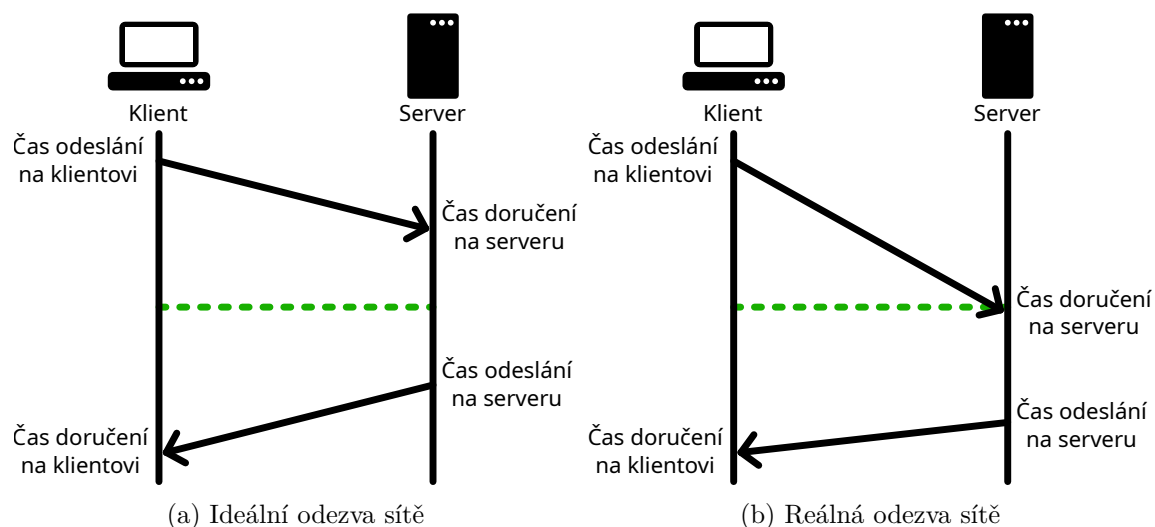 Klient
Server
Čas odeslání
na klientovi
Čas doručení
na serveru
Čas odeslání
na serveru
Čas doručení
na klientovi
(a) Ideální odezva sítě
Klient
Server
Čas odeslání
na klientovi
Čas doručení
na serveru
Čas odeslání
na serveru
Čas doručení
na klientovi
(b) Reálná odezva sítě